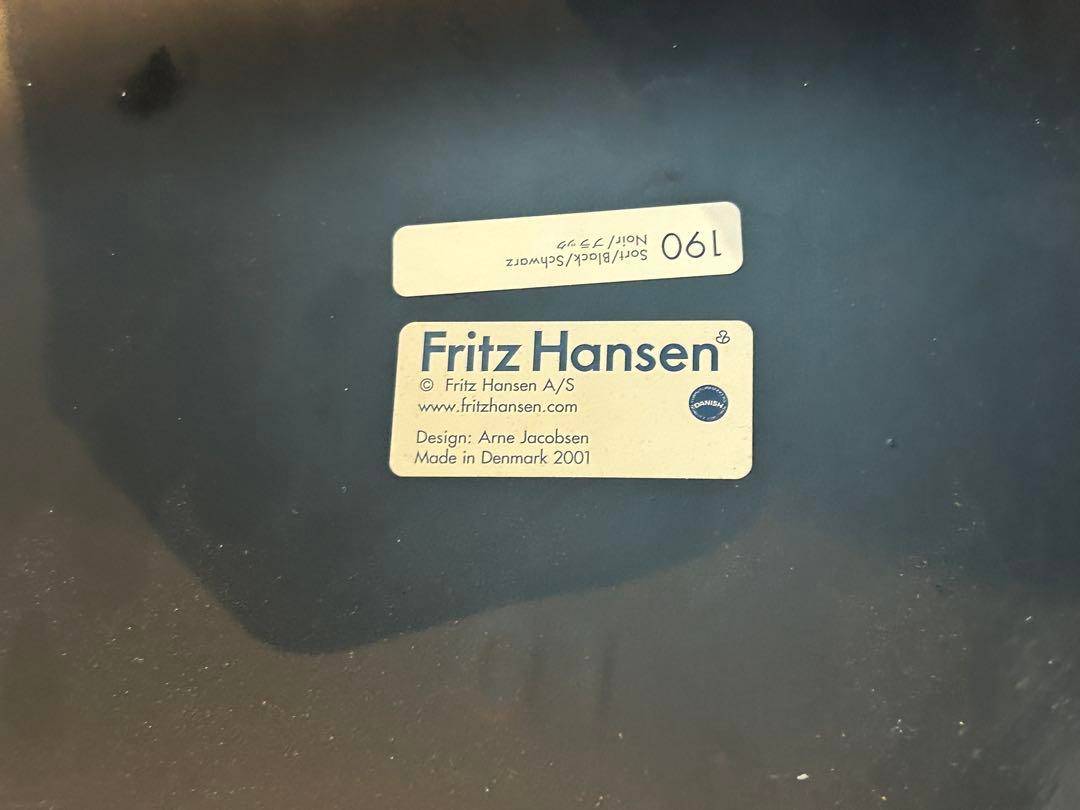 190
Sort/Black/Schwarz
Noir/ブラック
Fritz Hansen
© Fritz Hansen A/S
www.fritzhansen.com
DANISH
Design: Arne Jacobsen
Made in Denmark 2001